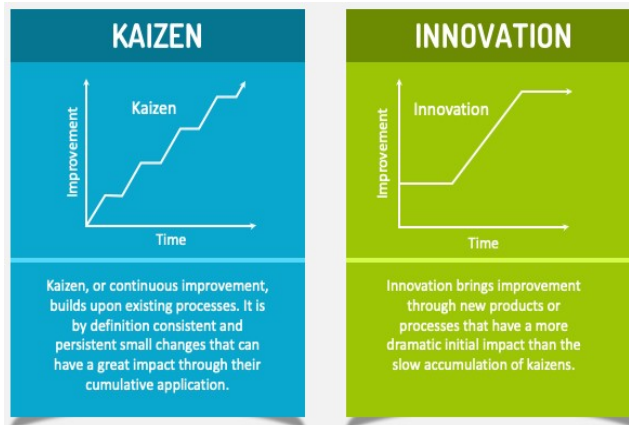 KAIZEN
Improvement
Kaizen
Time
Kaizen, or continuous improvement,
builds upon existing processes. It is
by definition consistent and
persistent small changes that can
have a great impact through their
cumulative application.
INNOVATION
Improvement
Innovation
Time
Innovation brings improvement
through new products or
processes that have a more
dramatic initial impact than the
slow accumulation of kaizens.